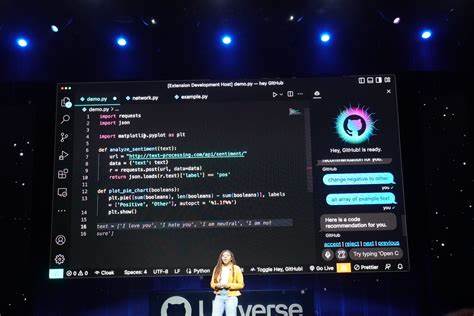 [Extension Development Host] — hey GitHub
demo.py
network.py
example.py
demo.py > ...
1 import requests
2 import json
3
4 import matplotlib.pyplot as plt
5
6 def analyze_sentiment(text):
7 url = "http://text-processing.com/api/sentiment/"
8 data = {'text': text}
9 r = requests.post(url, data=data)
10 return json.loads(r.text)['label'] == 'pos'
11
12 def plot_pie_chart(booleans):
13 plt.pie([sum(booleans), len(booleans) - sum(booleans)], labels
= ['Positive', 'Other'], autopct = '%1.1f%%')
14 plt.show()
15
16 text = ['I love you', 'I hate you', 'I am neutral', 'I am not
sure']
Hey, GitHub! is ready.
recommendation for you.
change negative to other
you
an array of example text
you
Here is a code
recommendation for you.
accept | reject | next | previous
Hey, GitHub!
Try typing "Open C
Cloak
Spaces: 4
UTF-8
LF
Python
Toggle Hey, GitHub!
Go Live
Prettier